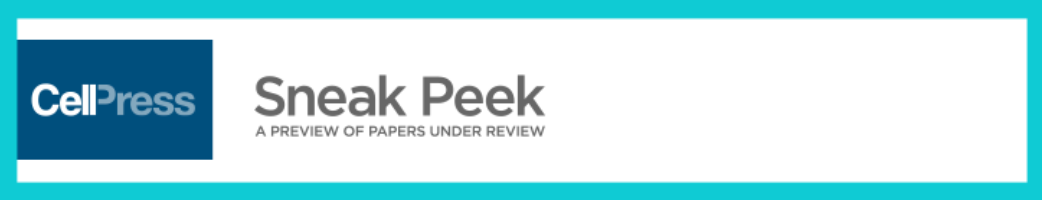 CellPress
Sneak Peek
A PREVIEW OF PAPERS UNDER REVIEW